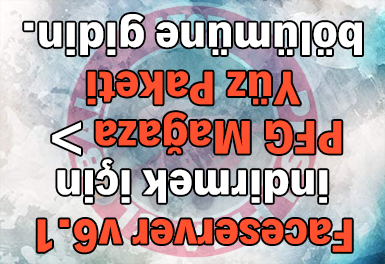 Faceserver v6.1
indirmek için
PFG Mağaza >
Yüz Paketi
bölümüne gidin.